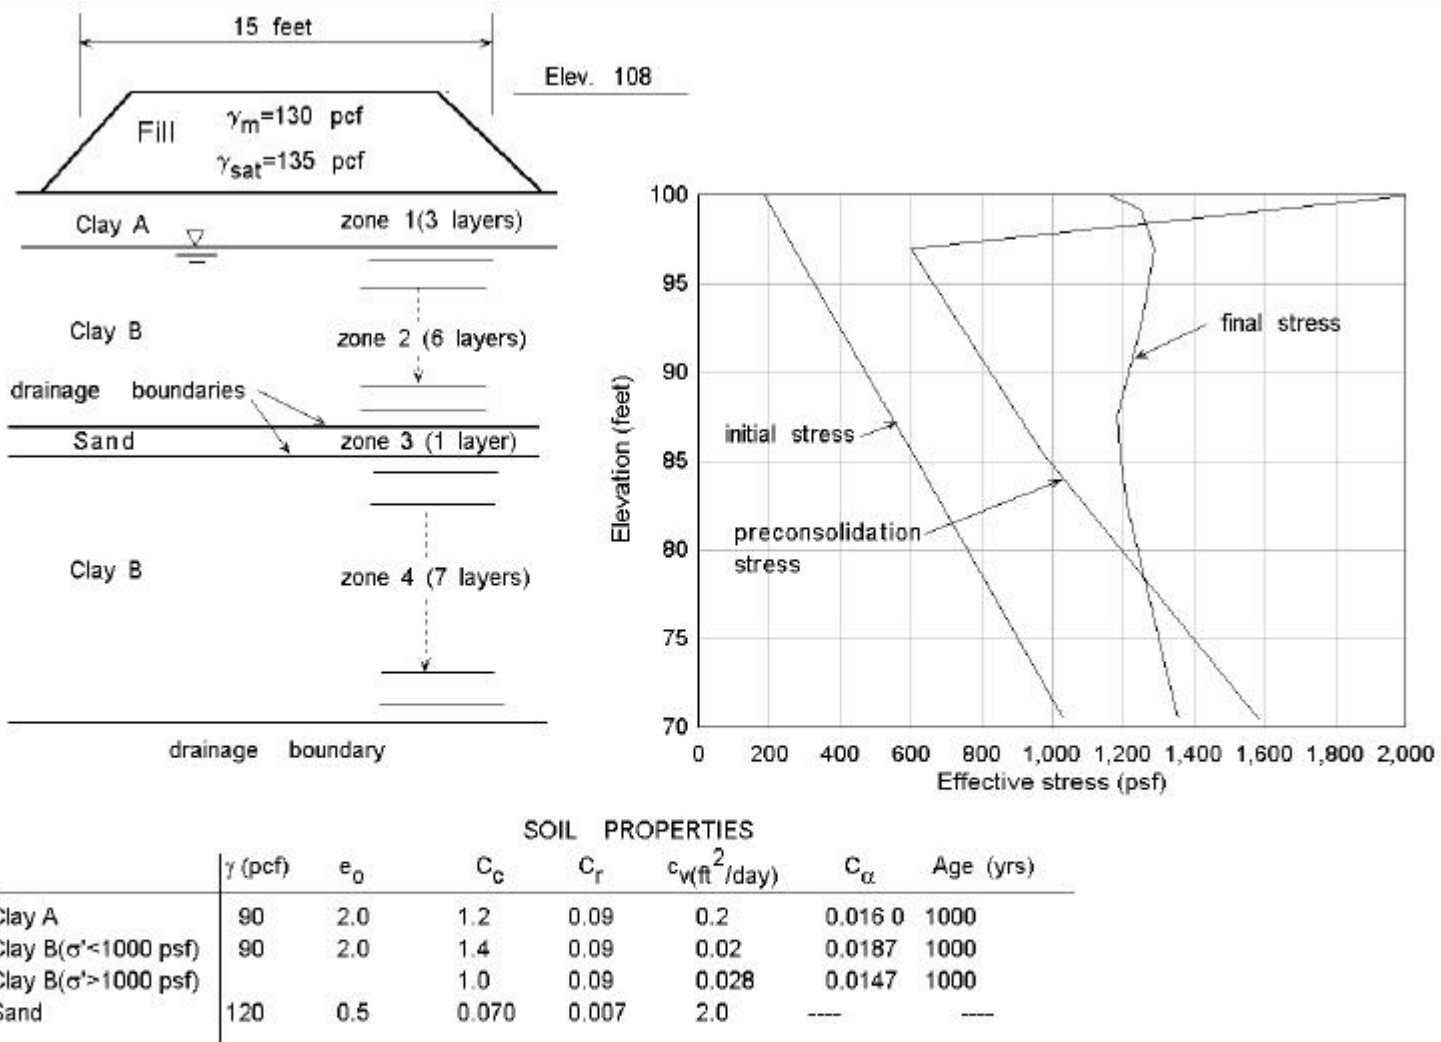 15 feet
Elev. 108
Fill
γm=130 pcf
γsat=135 pcf
Clay A
zone 1(3 layers)
Clay B
zone 2 (6 layers)
drainage boundaries
Sand
zone 3 (1 layer)
Clay B
zone 4 (7 layers)
drainage boundary
Elevation (feet)
100
95
90
85
80
75
70
final stress
initial stress
preconsolidation
stress
0 200 400 600 800 1,000 1,200 1,400 1,600 1,800 2,000
Effective stress (psf)
SOIL PROPERTIES
γ (pcf) eo Cc Cr cv(ft2/day) Cα Age (yrs)
Clay A 90 2.0 1.2 0.09 0.2 0.016 0 1000
Clay B(σ'<1000 psf) 90 2.0 1.4 0.09 0.02 0.0187 1000
Clay B(σ'>1000 psf) 1.0 0.09 0.028 0.0147 1000
Sand 120 0.5 0.070 0.007 2.0 ---- ----